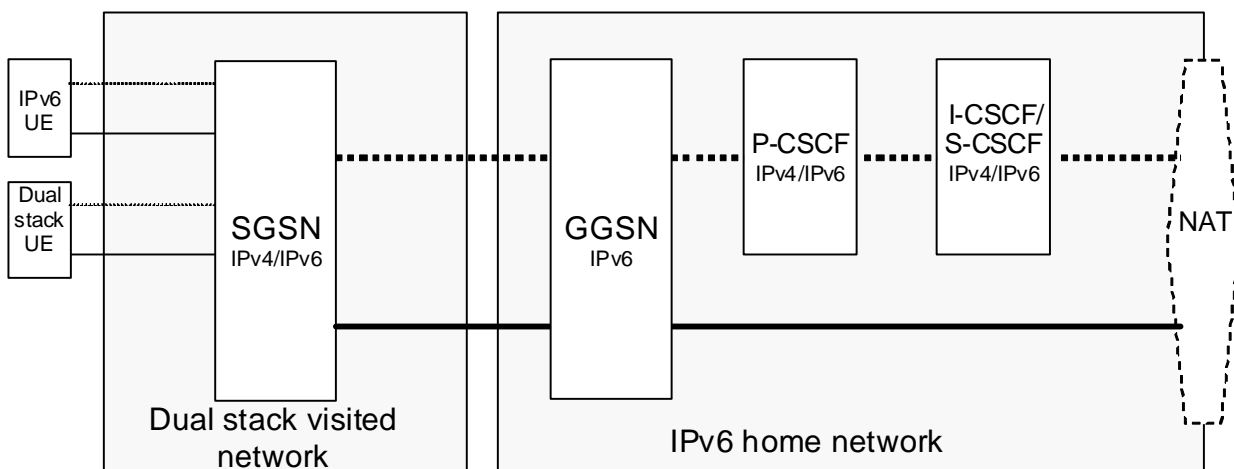 IPv6
UE
Dual
stack
UE
SGSN
IPv4/IPv6
Dual stack visited
network
GGSN
IPv6
P-CSCF
IPv4/IPv6
I-CSCF/
S-CSCF
IPv4/IPv6
NAT
IPv6 home network